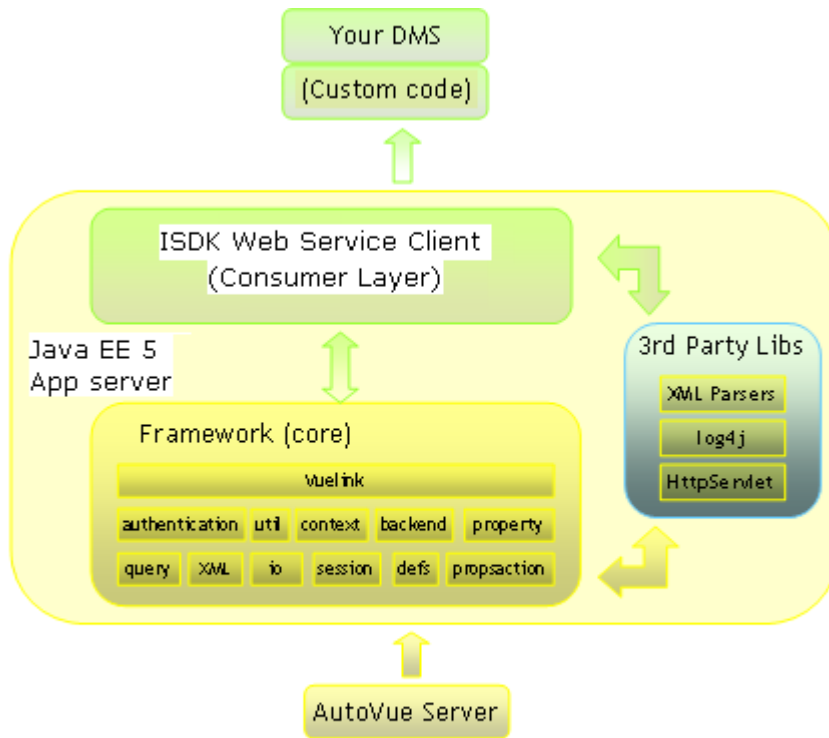 Your DMS
(Custom code)
ISDK Web Service Client
(Consumer Layer)
Java EE 5
App server
3rd Party Libs
XML Parsers
log4j
HttpServlet
Framework (core)
Vuelink
authentication util context backend property
query XML io session defs propsaction
AutoVue Server